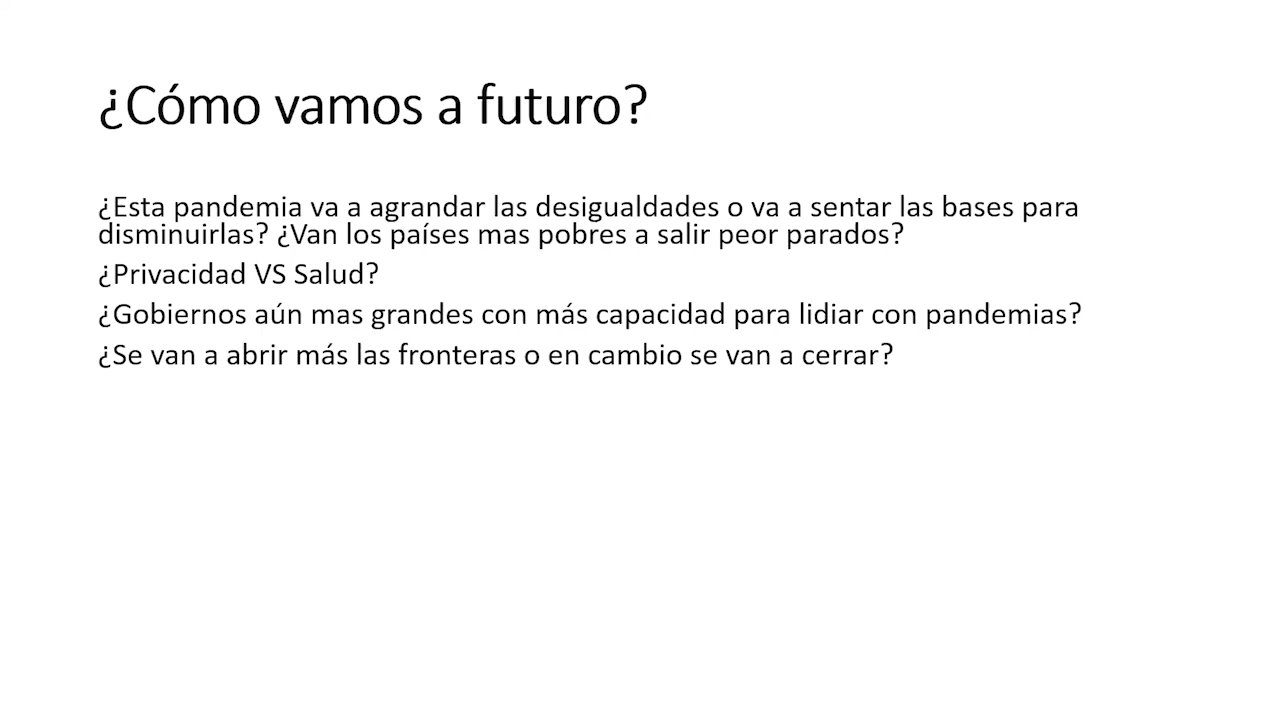 ¿Cómo vamos a futuro?
¿Esta pandemia va a agrandar las desigualdades o va a sentar las bases para
disminuirlas? ¿Van los países mas pobres a salir peor parados?
¿Privacidad VS Salud?
¿Gobiernos aún mas grandes con más capacidad para lidiar con pandemias?
¿Se van a abrir más las fronteras o en cambio se van a cerrar?